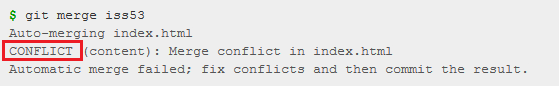 $ git merge iss53
Auto-merging index.html
CONFLICT (content): Merge conflict in index.html
Automatic merge failed; fix conflicts and then commit the result.